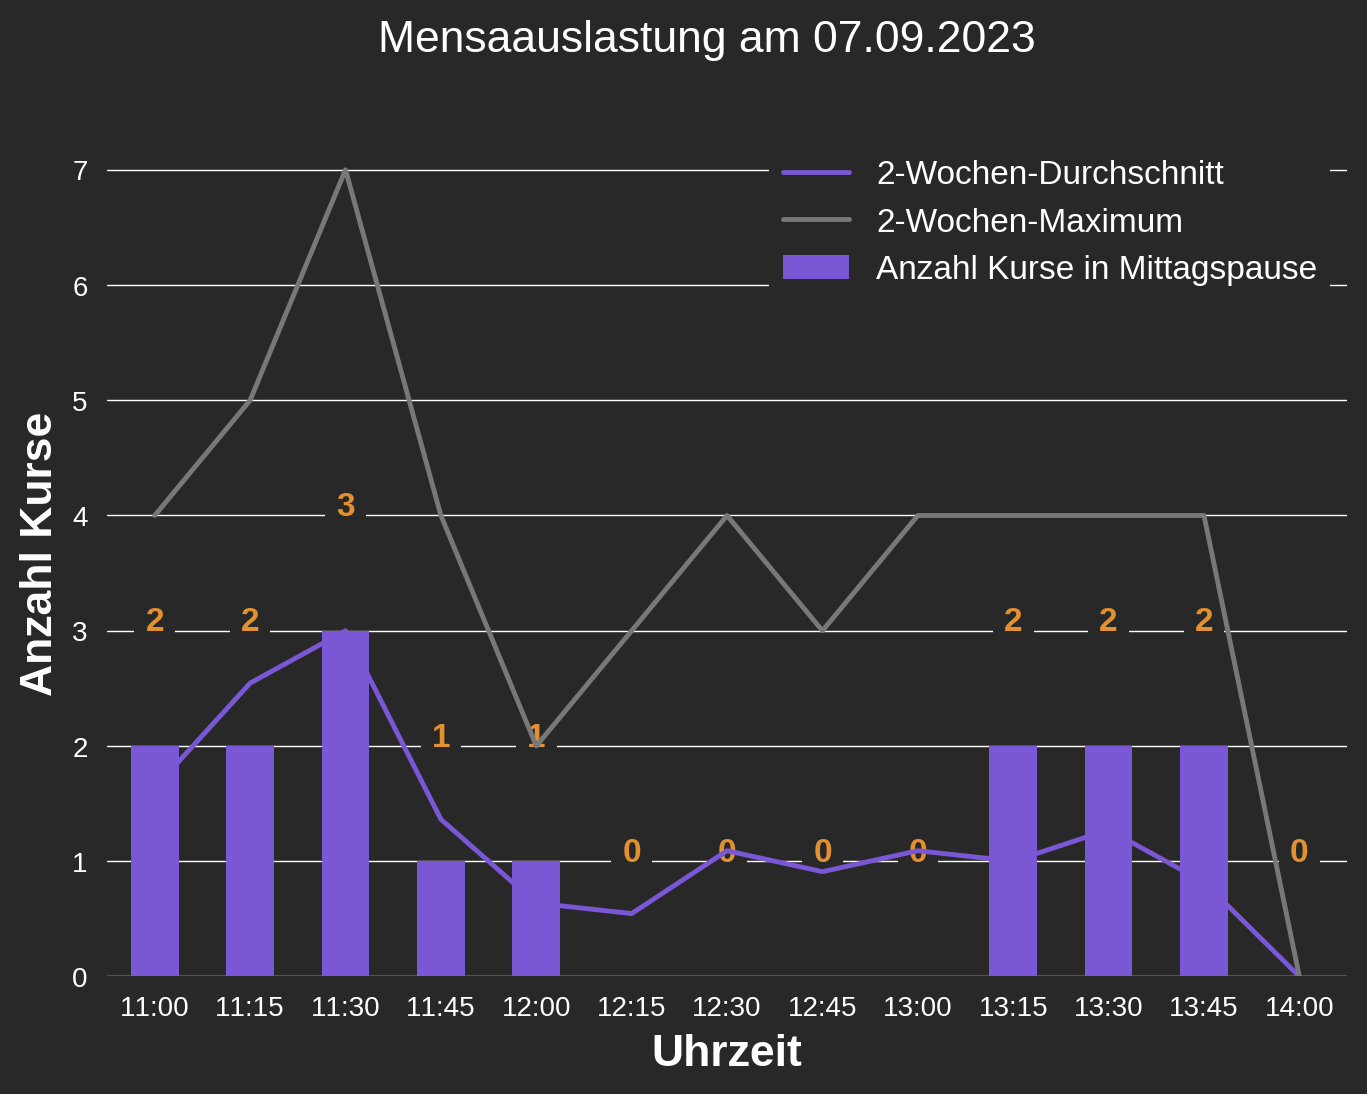 Mensaauslastung am 07.09.2023
2-Wochen-Durchschnitt
2-Wochen-Maximum
Anzahl Kurse in Mittagspause
Anzahl Kurse
7
6
5
4
3
2
1
0
2 2 3 1 1 0 0 0 0 2 2 2 0
11:00 11:15 11:30 11:45 12:00 12:15 12:30 12:45 13:00 13:15 13:30 13:45 14:00
Uhrzeit